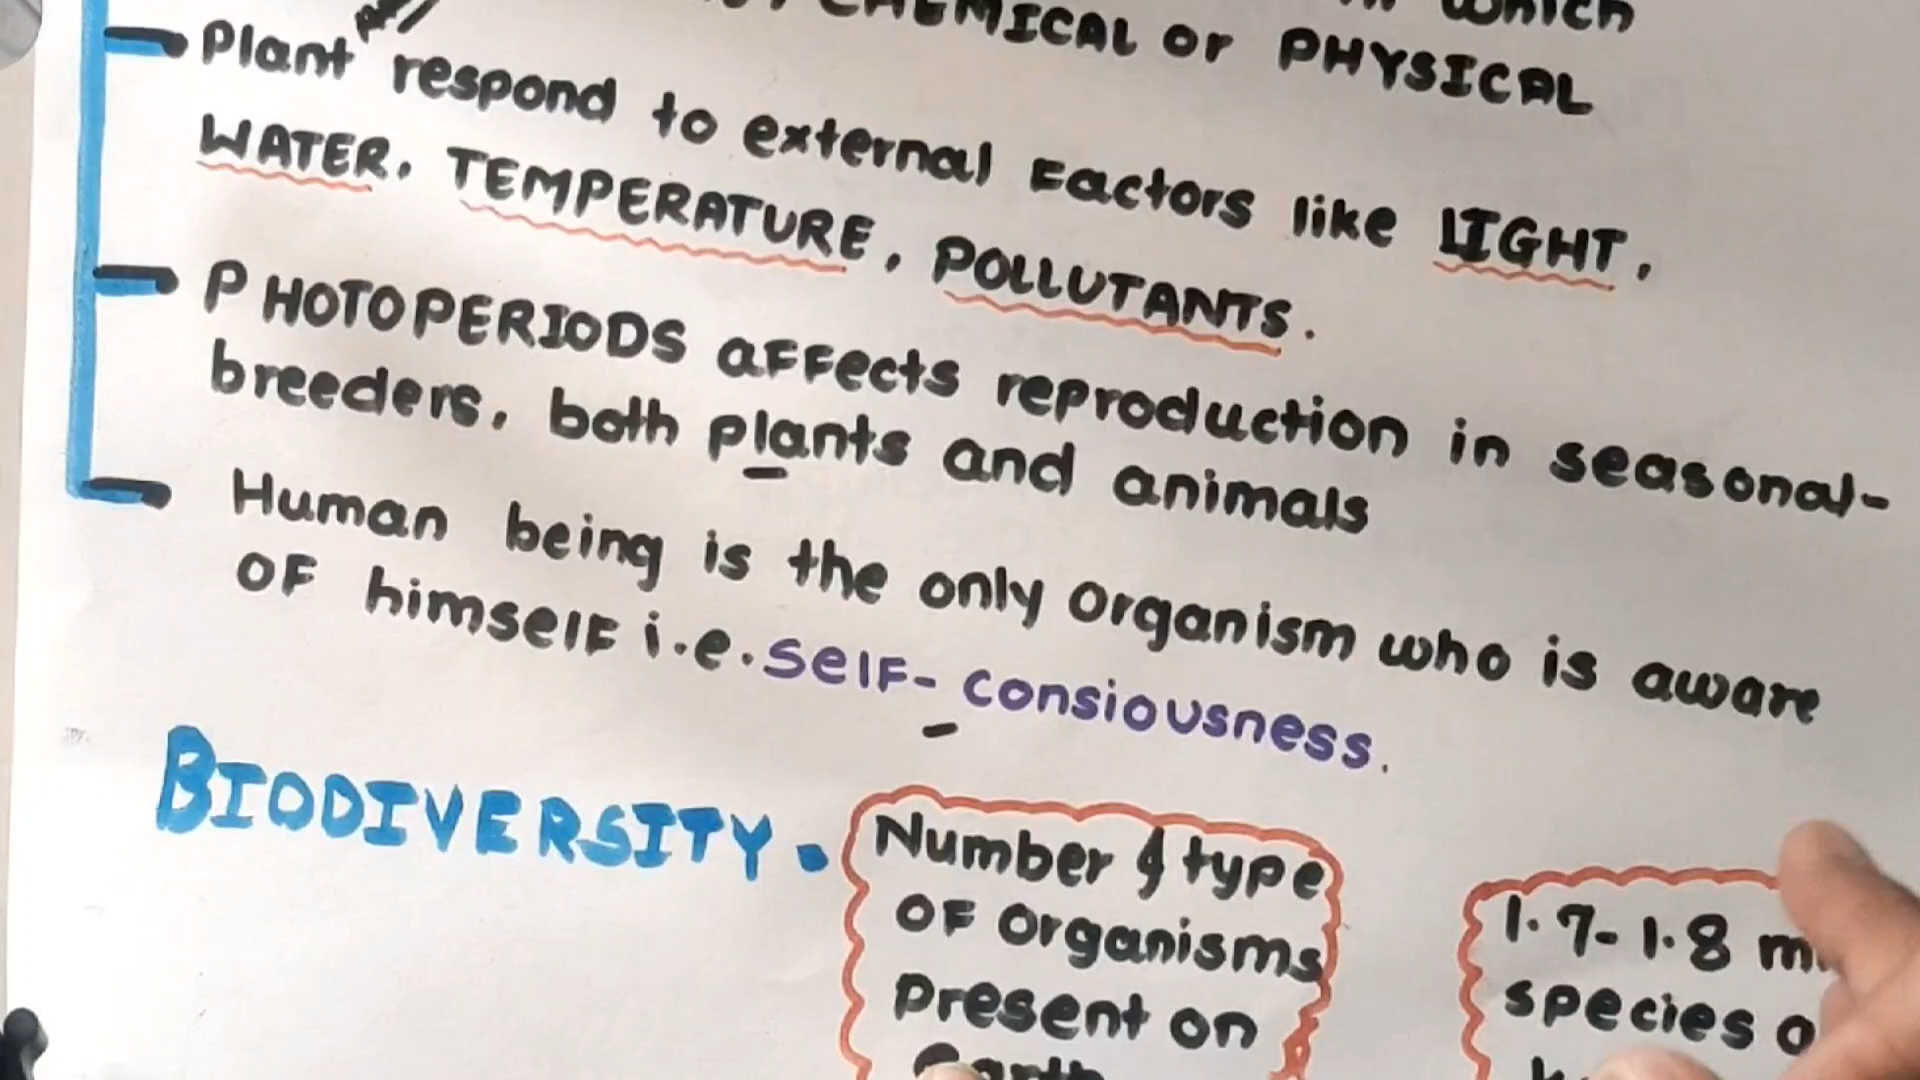 which
CHEMICAL or PHYSICAL
Plant respond to external Factors like LIGHT,
WATER, TEMPERATURE, POLLUTANTS.
PHOTOPERIODS affects reproduction in seasonal-
breeders, both plants and animals
Human being is the only organism who is aware
of himself i.e. self-consiousness.
BIODIVERSITY.
Number & type
of organisms
Present on
Earth
1.7-1.8 m
species o